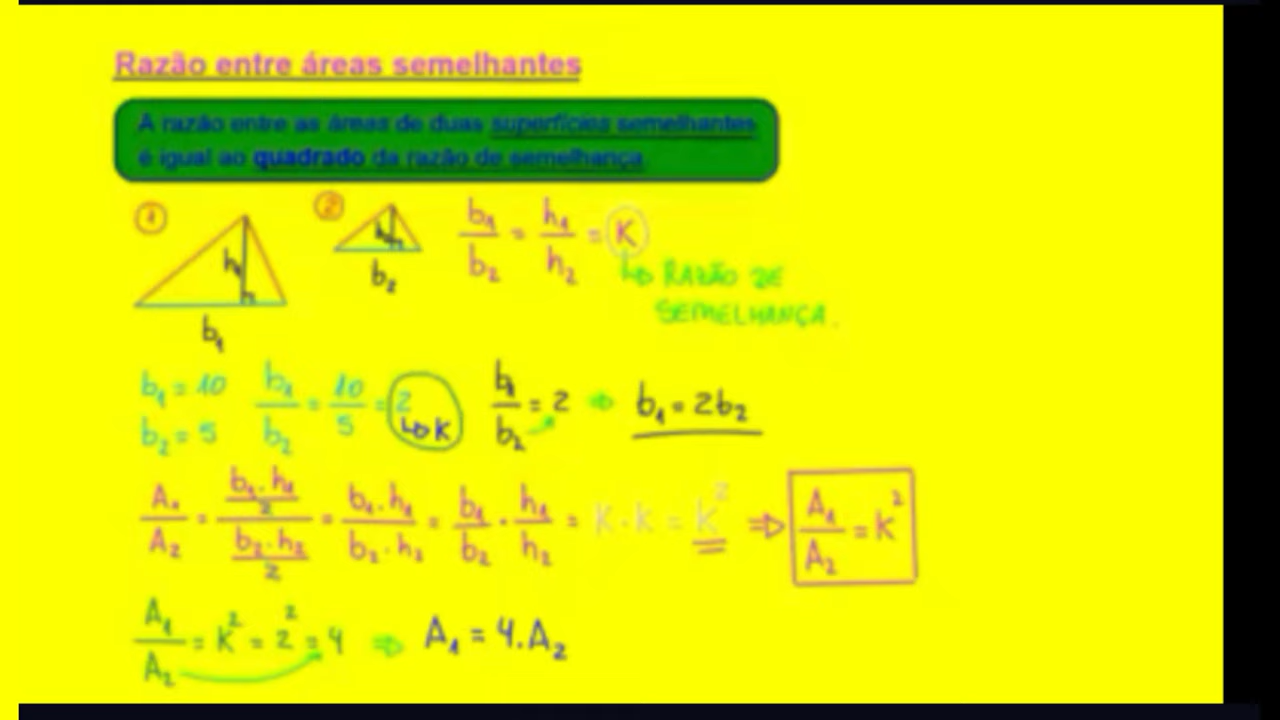 Razão entre áreas semelhantes
A razão entre as áreas de duas superfícies semelhantes
é igual ao quadrado da razão de semelhança.
1 2 b₁/b₂ = h₁/h₂ = K
h₁ h₂ b₂ ↳ RAZÃO DE
SEMELHANÇA.
b₁
b₁ = 10 b₁/b₂ = 10/5 = 2 ↳ K b₁/b₂ = 2 ⇒ b₁ = 2b₂
b₂ = 5
A₁/A₂ = (b₁·h₁/2)/(b₂·h₂/2) = b₁·h₁/b₂·h₂ = b₁/b₂ · h₁/h₂ = K·K = K² ⇒ A₁/A₂ = K²
A₁/A₂ = K² = 2² = 4 ⇒ A₁ = 4.A₂